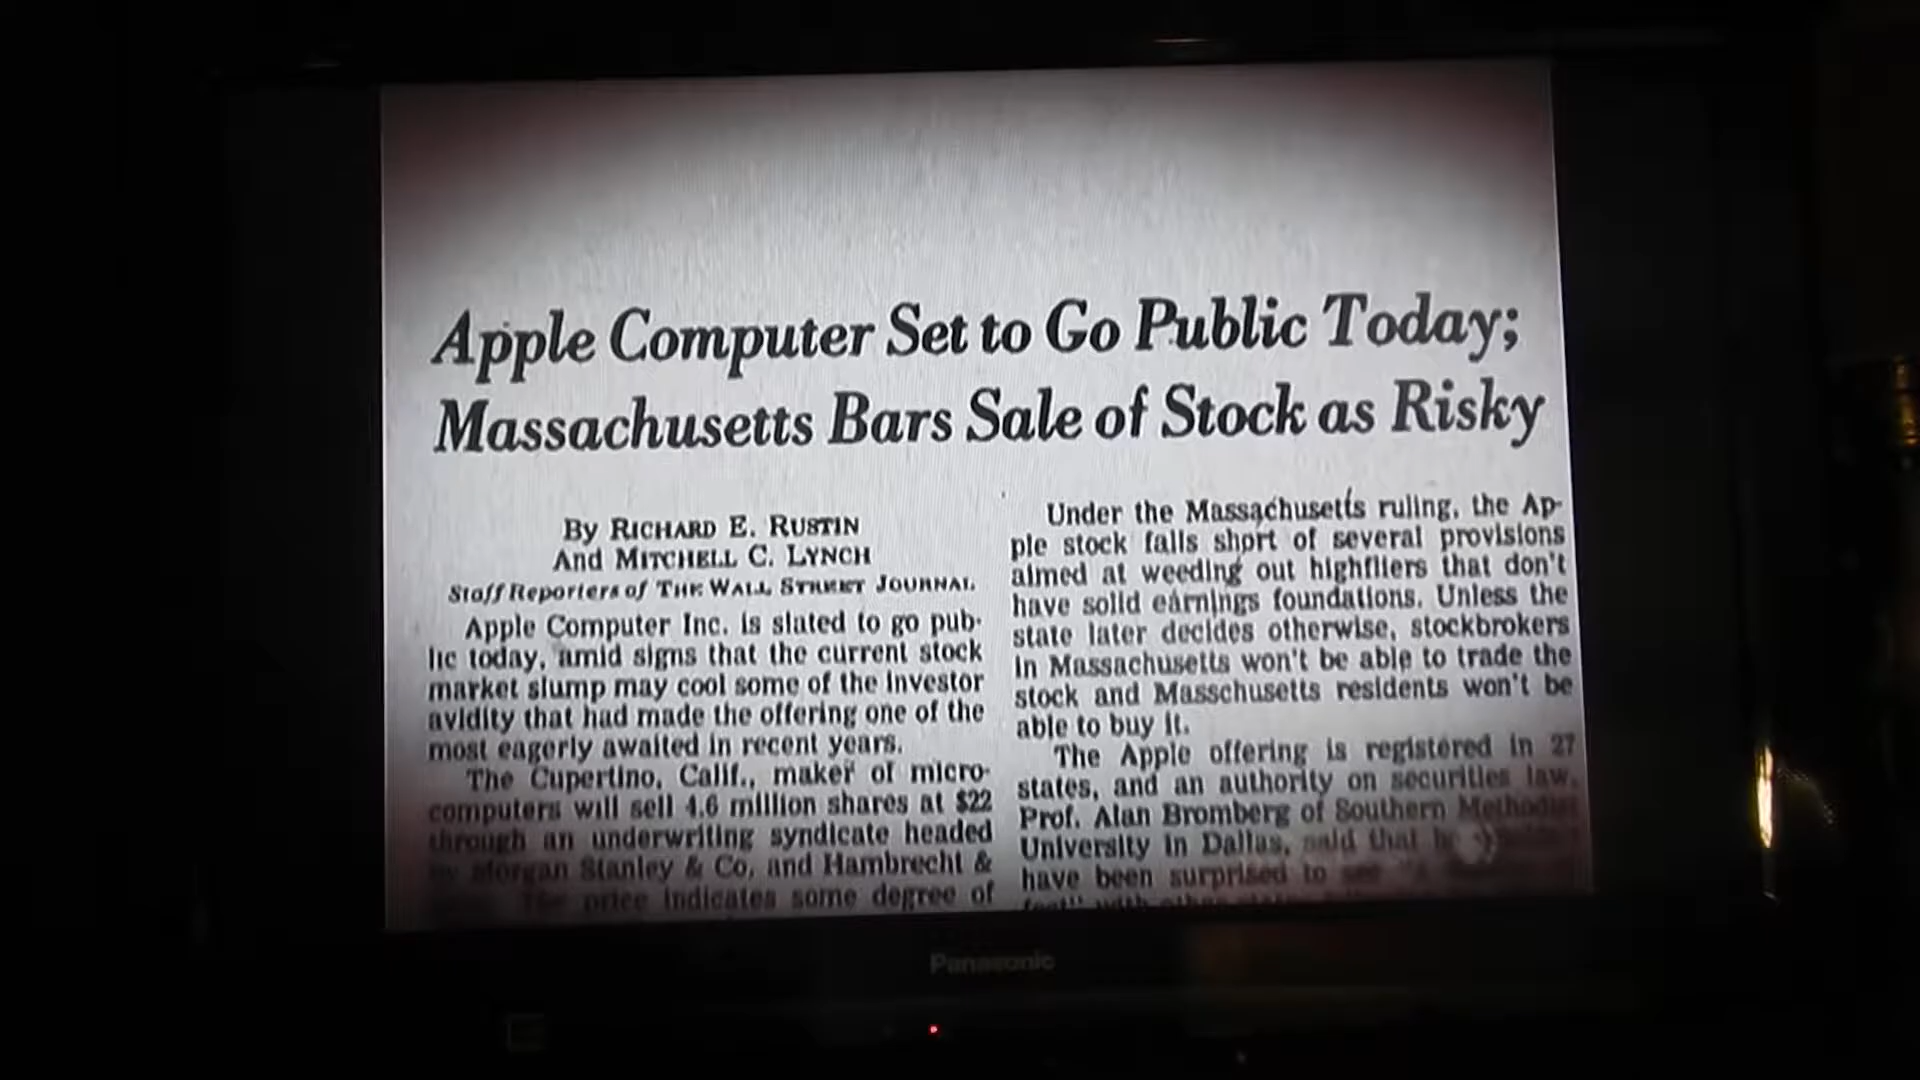 Apple Computer Set to Go Public Today;
Massachusetts Bars Sale of Stock as Risky
By RICHARD E. RUSTIN
And MITCHELL C. LYNCH
Staff Reporters of THE WALL STREET JOURNAL
Apple Computer Inc. is slated to go pub-
lic today, amid signs that the current stock
market slump may cool some of the investor
avidity that had made the offering one of the
most eagerly awaited in recent years.
The Cupertino, Calif., maker of micro-
computers will sell 4.6 million shares at $22
through an underwriting syndicate headed
by Morgan Stanley & Co. and Hambrecht &
The price indicates some degree of
Under the Massachusetts ruling, the Ap-
ple stock falls short of several provisions
aimed at weeding out highfliers that don't
have solid earnings foundations. Unless the
state later decides otherwise, stockbrokers
in Massachusetts won't be able to trade the
stock and Masschusetts residents won't be
able to buy it.
The Apple offering is registered in 27
states, and an authority on securities law,
Prof. Alan Bromberg of Southern Methodist
University in Dallas, said that
have been surprised to see
Panasonic